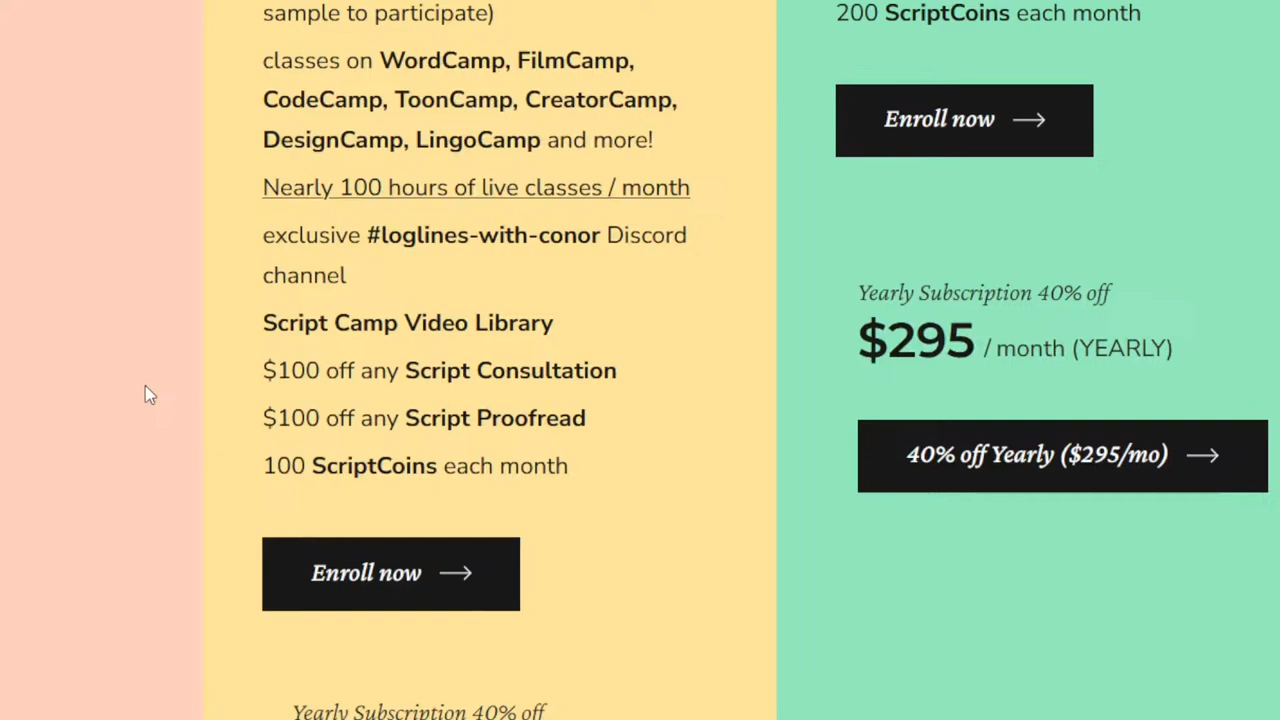 sample to participate)
classes on WordCamp, FilmCamp,
CodeCamp, ToonCamp, CreatorCamp,
DesignCamp, LingoCamp and more!
Nearly 100 hours of live classes / month
exclusive #loglines-with-conor Discord
channel
Script Camp Video Library
$100 off any Script Consultation
$100 off any Script Proofread
100 ScriptCoins each month
Enroll now
Yearly Subscription 40% off
200 ScriptCoins each month
Enroll now
Yearly Subscription 40% off
$295 / month (YEARLY)
40% off Yearly ($295/mo)